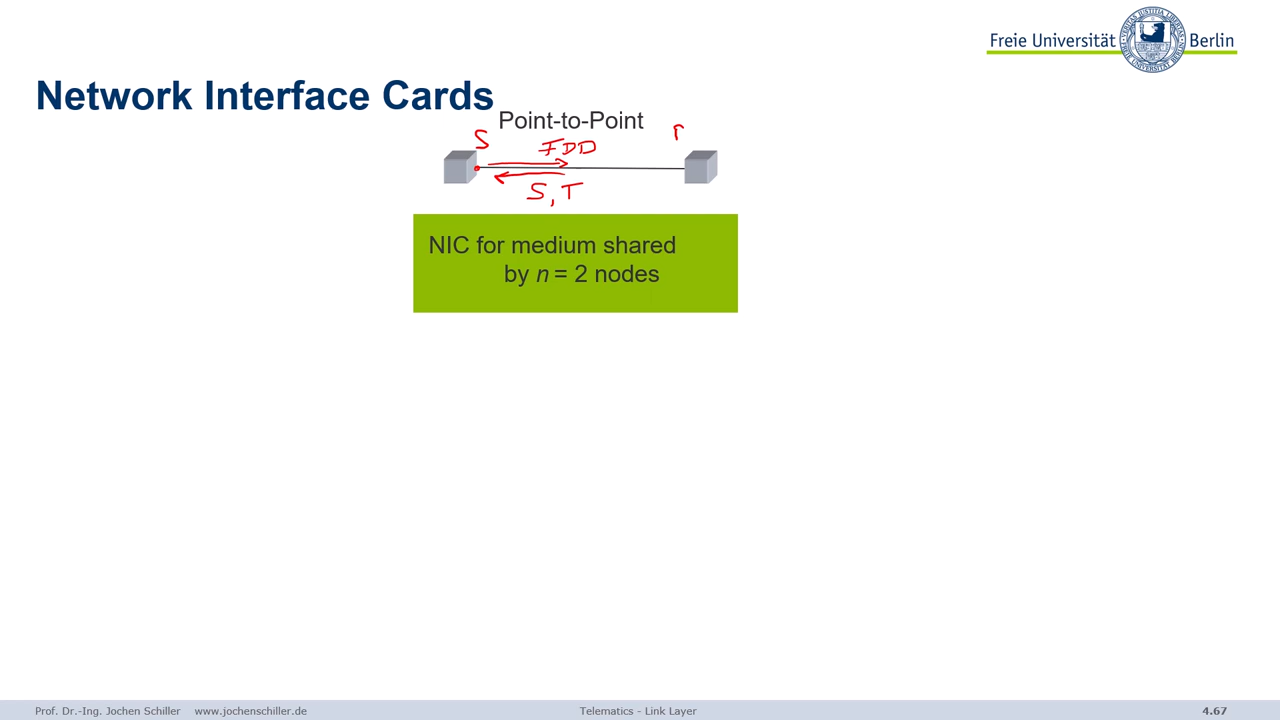 Freie Universität Berlin
Network Interface Cards
Point-to-Point
S
r
FDD
S, T
NIC for medium shared
by n = 2 nodes
Prof. Dr.-Ing. Jochen Schiller www.jochenschiller.de
Telematics - Link Layer
4.67